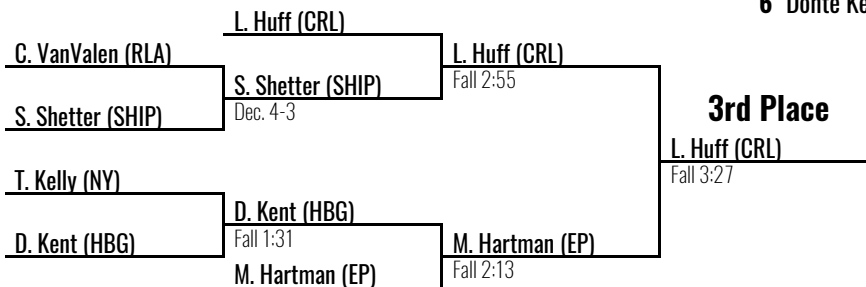 6 Donte
L. Huff (CRL)
C. VanValen (RLA)
L. Huff (CRL)
Fall 2:55
S. Shetter (SHIP)
Dec. 4-3
S. Shetter (SHIP)
3rd Place
L. Huff (CRL)
Fall 3:27
T. Kelly (NY)
D. Kent (HBG)
Fall 1:31
D. Kent (HBG)
M. Hartman (EP)
Fall 2:13
M. Hartman (EP)